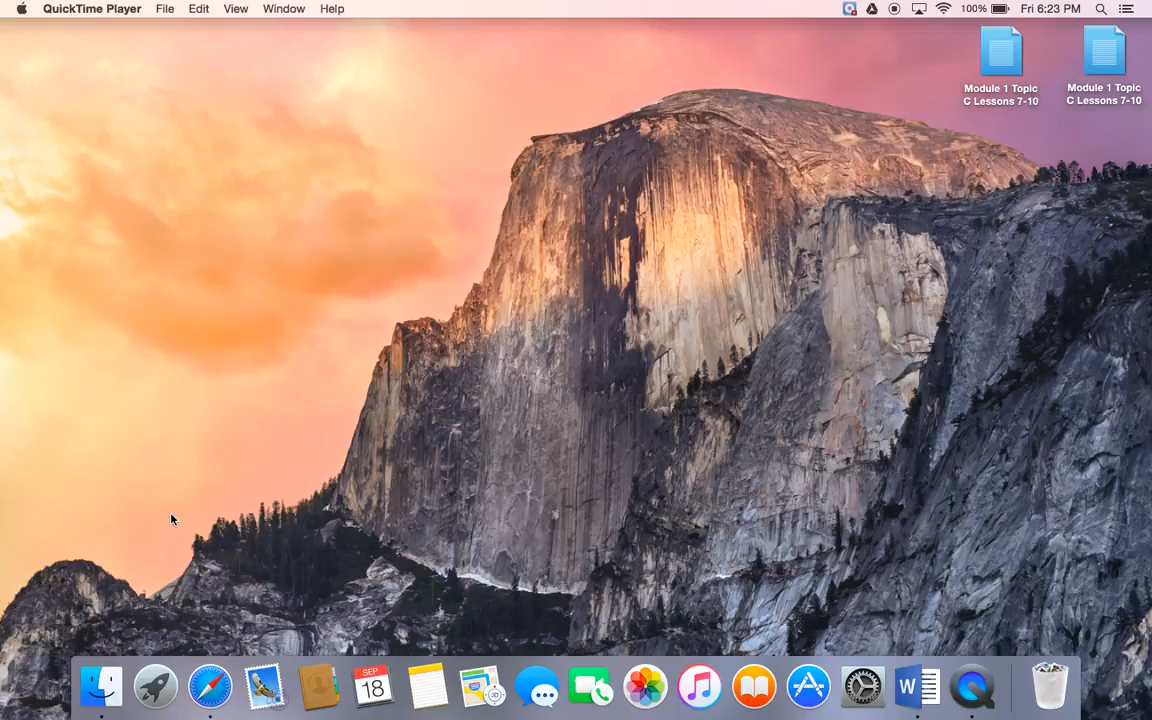 QuickTime Player File Edit View Window Help 100% Fri 6:23 PM
Module 1 Topic
C Lessons 7-10
Module 1 Topic
C Lessons 7-10
SEP
18
3D
W